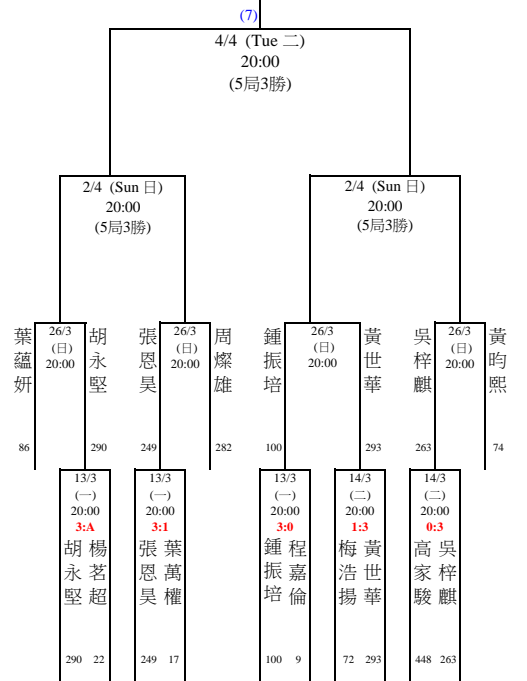 (7)
4/4 (Tue 二)
20:00
(5局3勝)
2/4 (Sun 日)
20:00
(5局3勝)
2/4 (Sun 日)
20:00
(5局3勝)
葉蘊妍
86
26/3
(日)
20:00
胡永堅
290
張恩昊
249
26/3
(日)
20:00
周燦雄
282
鍾振培
100
26/3
(日)
20:00
黃世華
293
吳梓麒
263
26/3
(日)
20:00
黃昀熙
74
13/3
(一)
20:00
3:A
胡永堅
楊茗超
290
22
13/3
(一)
20:00
3:1
張恩昊
葉萬權
249
17
13/3
(一)
20:00
3:0
鍾振培
程嘉倫
100
9
14/3
(二)
20:00
1:3
梅浩揚
黃世華
72
293
14/3
(二)
20:00
0:3
高家駿
吳梓麒
448
263